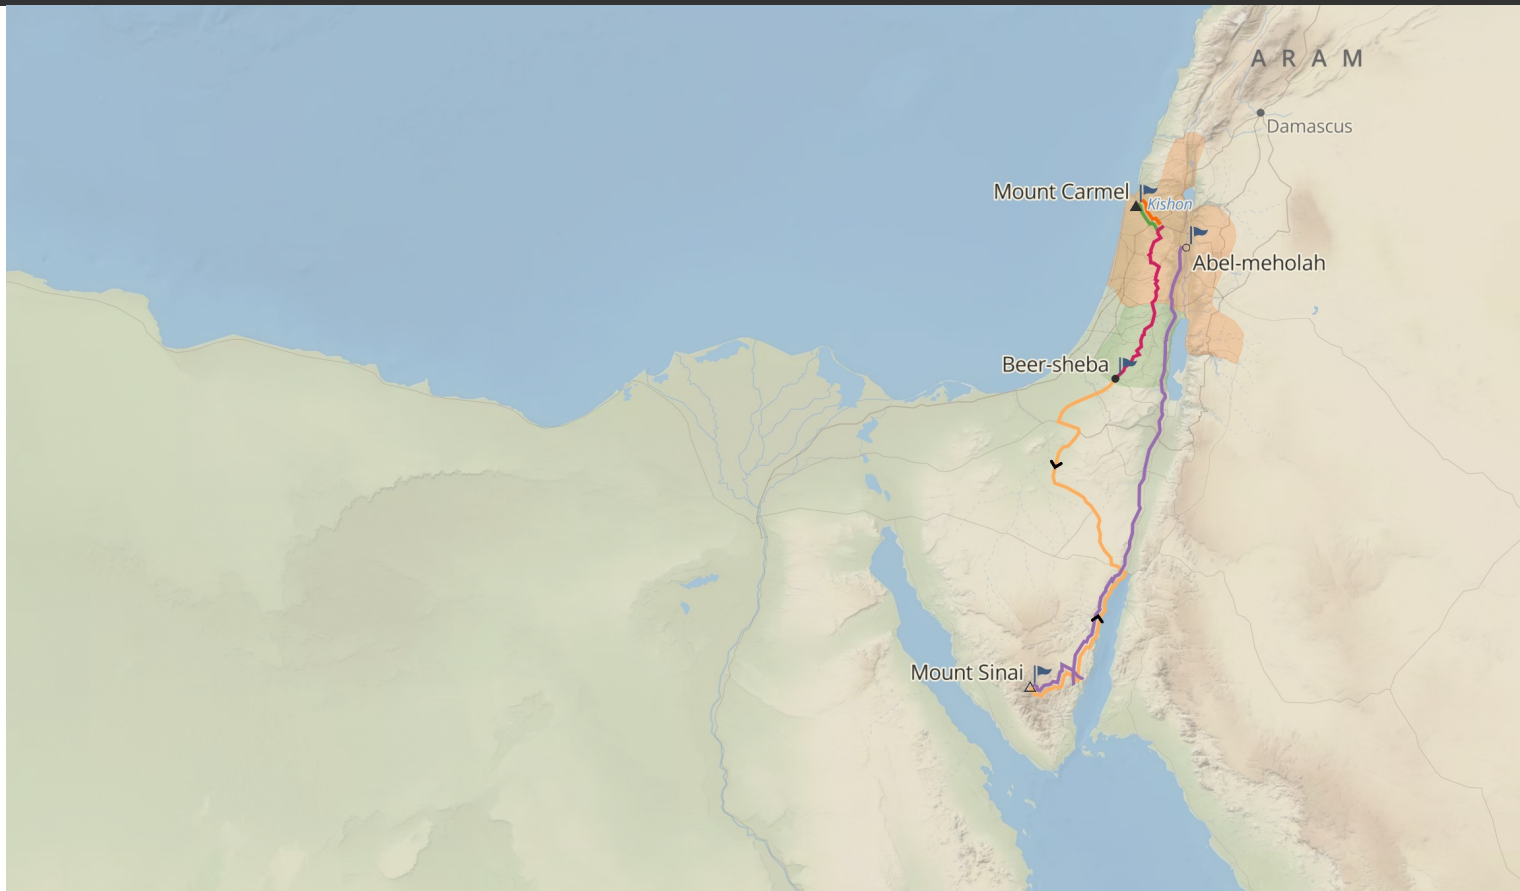 A R A M
Damascus
Mount Carmel
Kishon
Abel-meholah
Beer-sheba
Mount Sinai